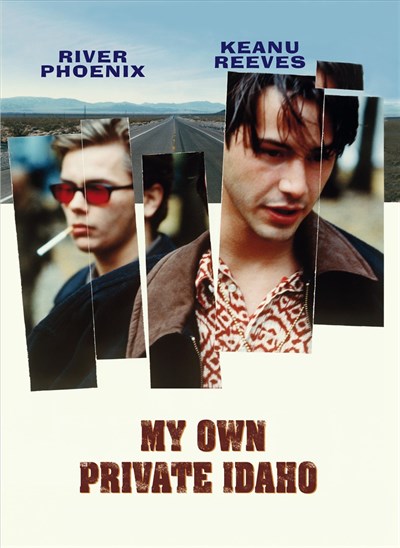 RIVER
PHOENIX
KEANU
REEVES
MY OWN
PRIVATE IDAHO